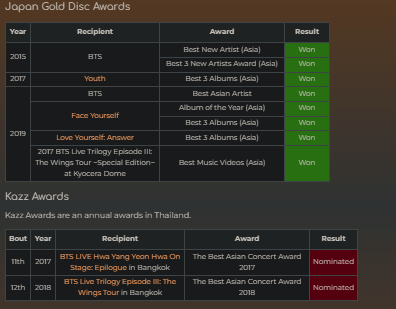 Japan Gold Disc Awards
Year Recipient Award Result
2015 BTS Best New Artist (Asia) Won
Best 3 New Artists Award (Asia) Won
2017 Youth Best 3 Albums (Asia) Won
2019 BTS Best Asian Artist Won
Face Yourself Album of the Year (Asia) Won
Best 3 Albums (Asia) Won
Love Yourself: Answer Best 3 Albums (Asia) Won
2017 BTS Live Trilogy Episode III:
The Wings Tour ~Special Edition~
at Kyocera Dome
Best Music Videos (Asia) Won
Kazz Awards
Kazz Awards are an annual awards in Thailand.
Bout Year Recipient Award Result
11th 2017 BTS LIVE Hwa Yang Yeon Hwa On
Stage: Epilogue in Bangkok
The Best Asian Concert Award
2017
Nominated
12th 2018 BTS Live Trilogy Episode III: The
Wings Tour in Bangkok
The Best Asian Concert Award
2018
Nominated